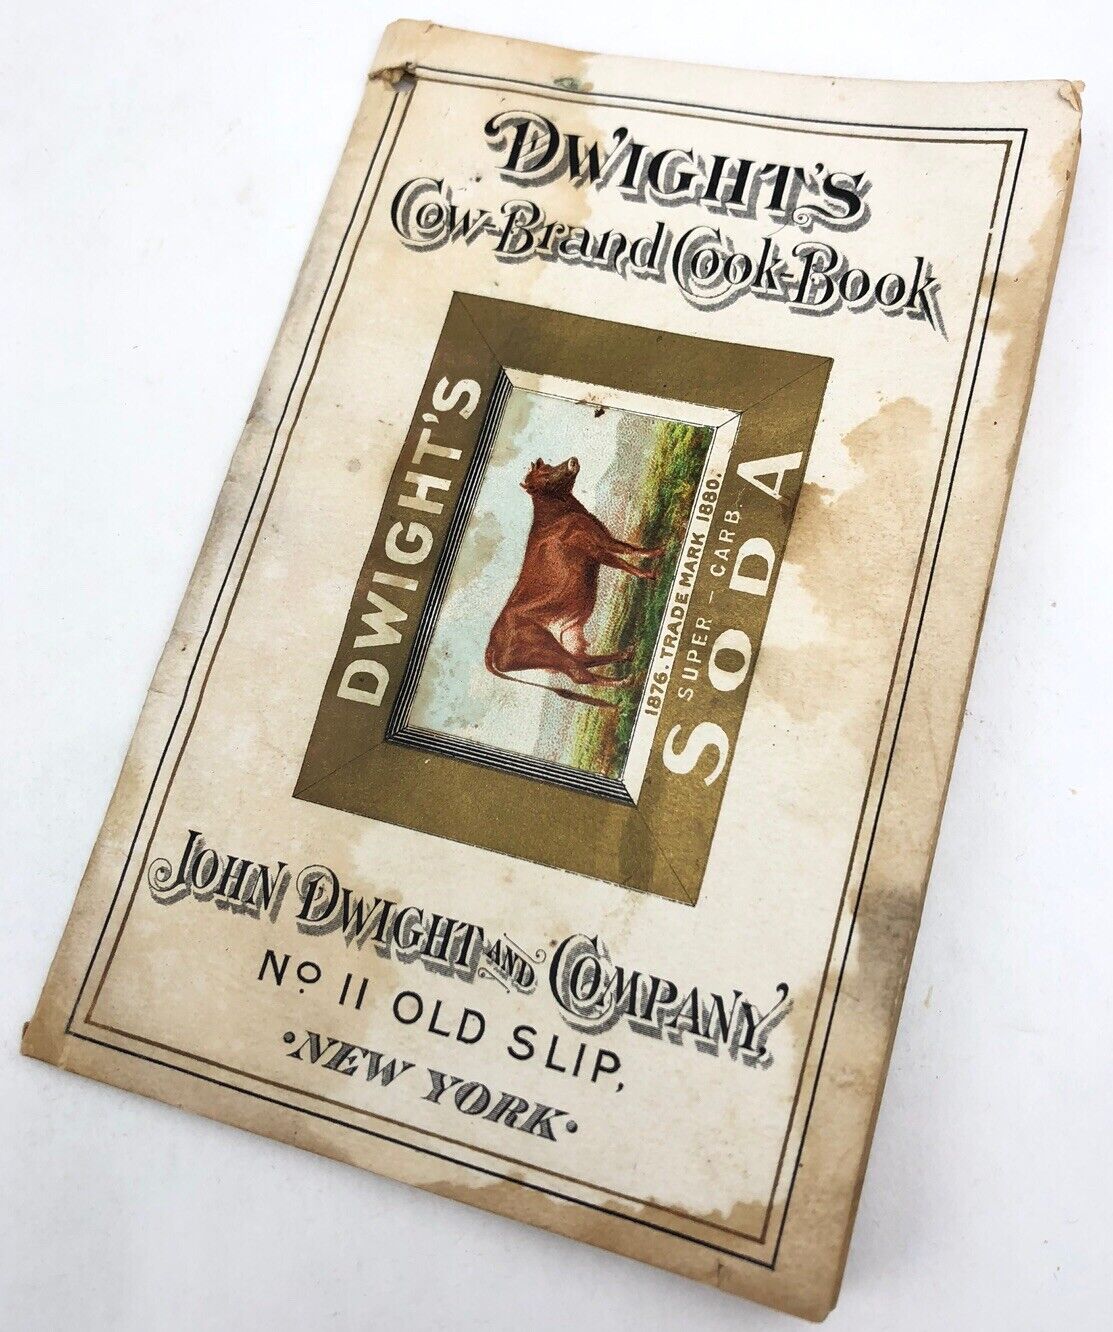 DWIGHT'S
Cow-Brand Cook-Book
DWIGHT'S
1876. TRADE MARK 1880.
SUPER-CARB.
SODA
JOHN DWIGHT AND COMPANY,
No 11 OLD SLIP,
·NEW YORK·